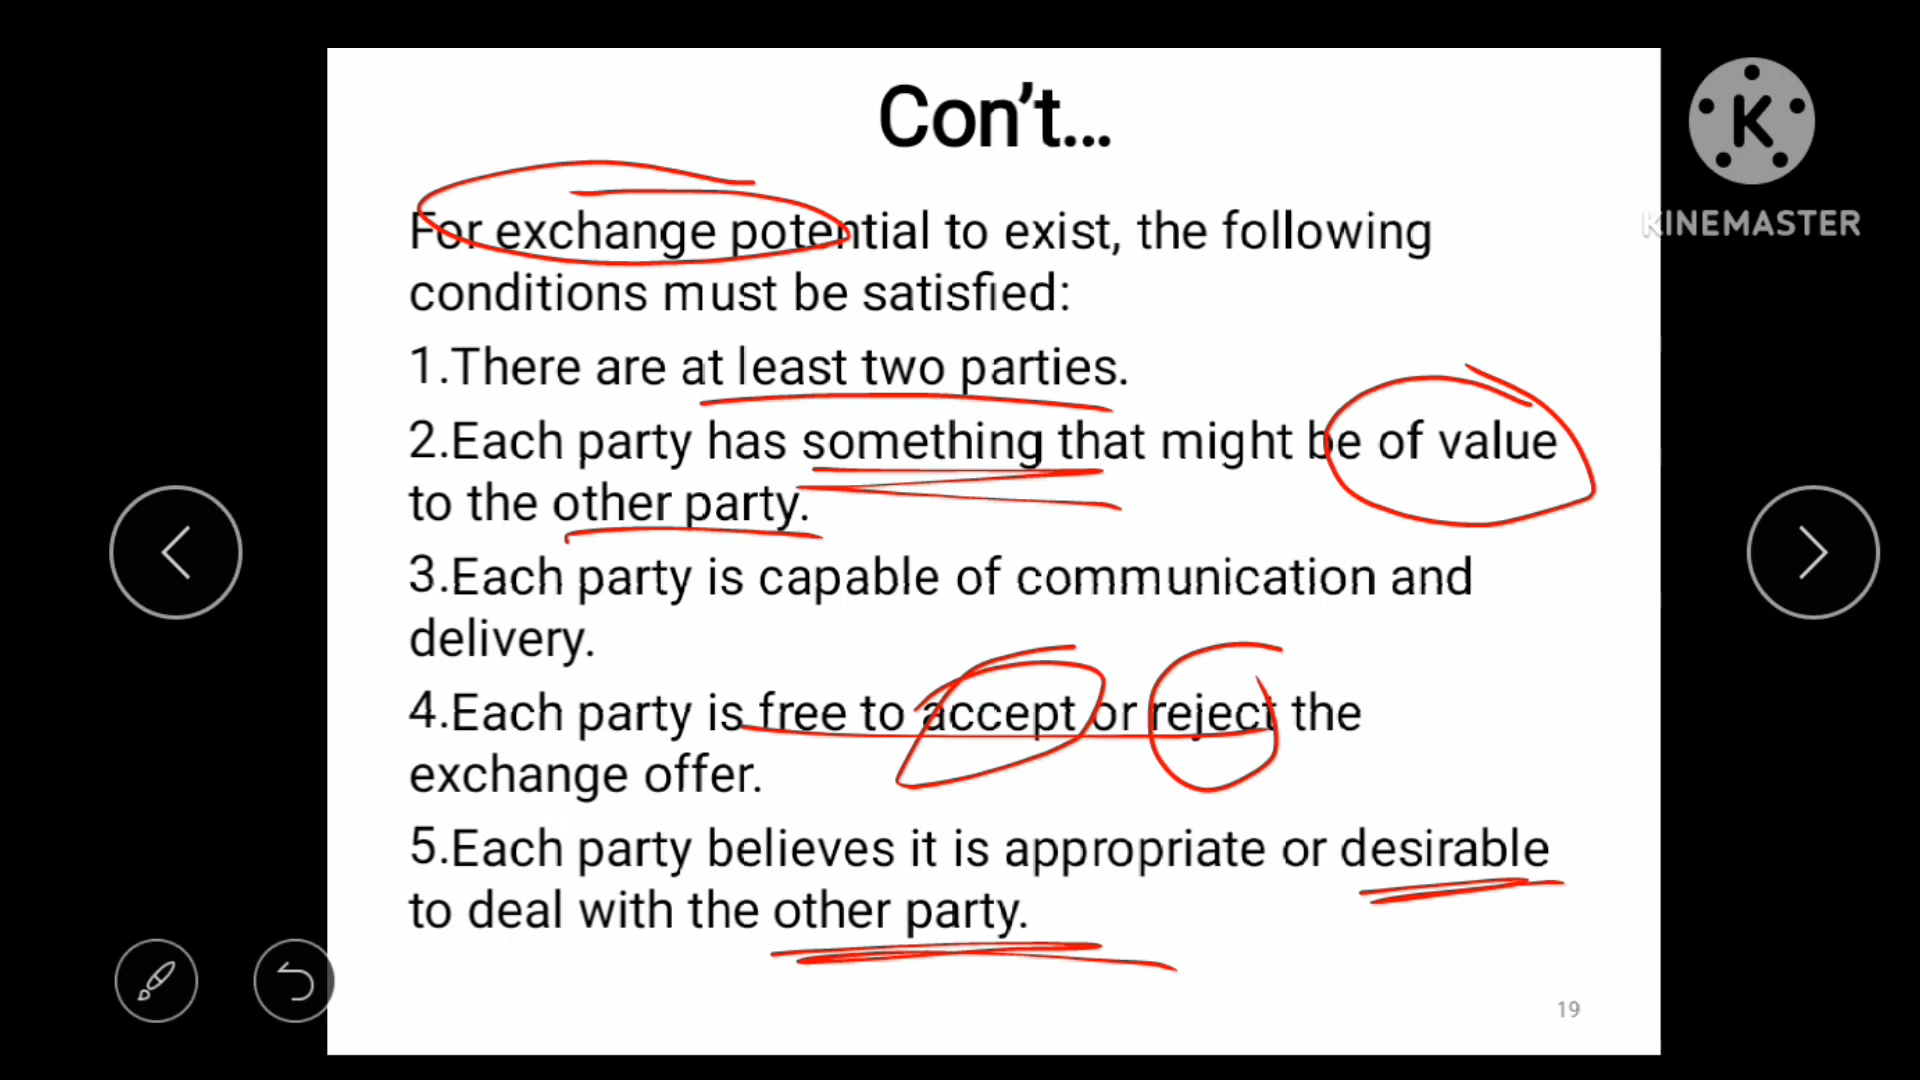 Con't...
KINEMASTER
For exchange potential to exist, the following
conditions must be satisfied:
1.There are at least two parties.
2.Each party has something that might be of value
to the other party.
3.Each party is capable of communication and
delivery.
4.Each party is free to accept or reject the
exchange offer.
5.Each party believes it is appropriate or desirable
to deal with the other party.
19